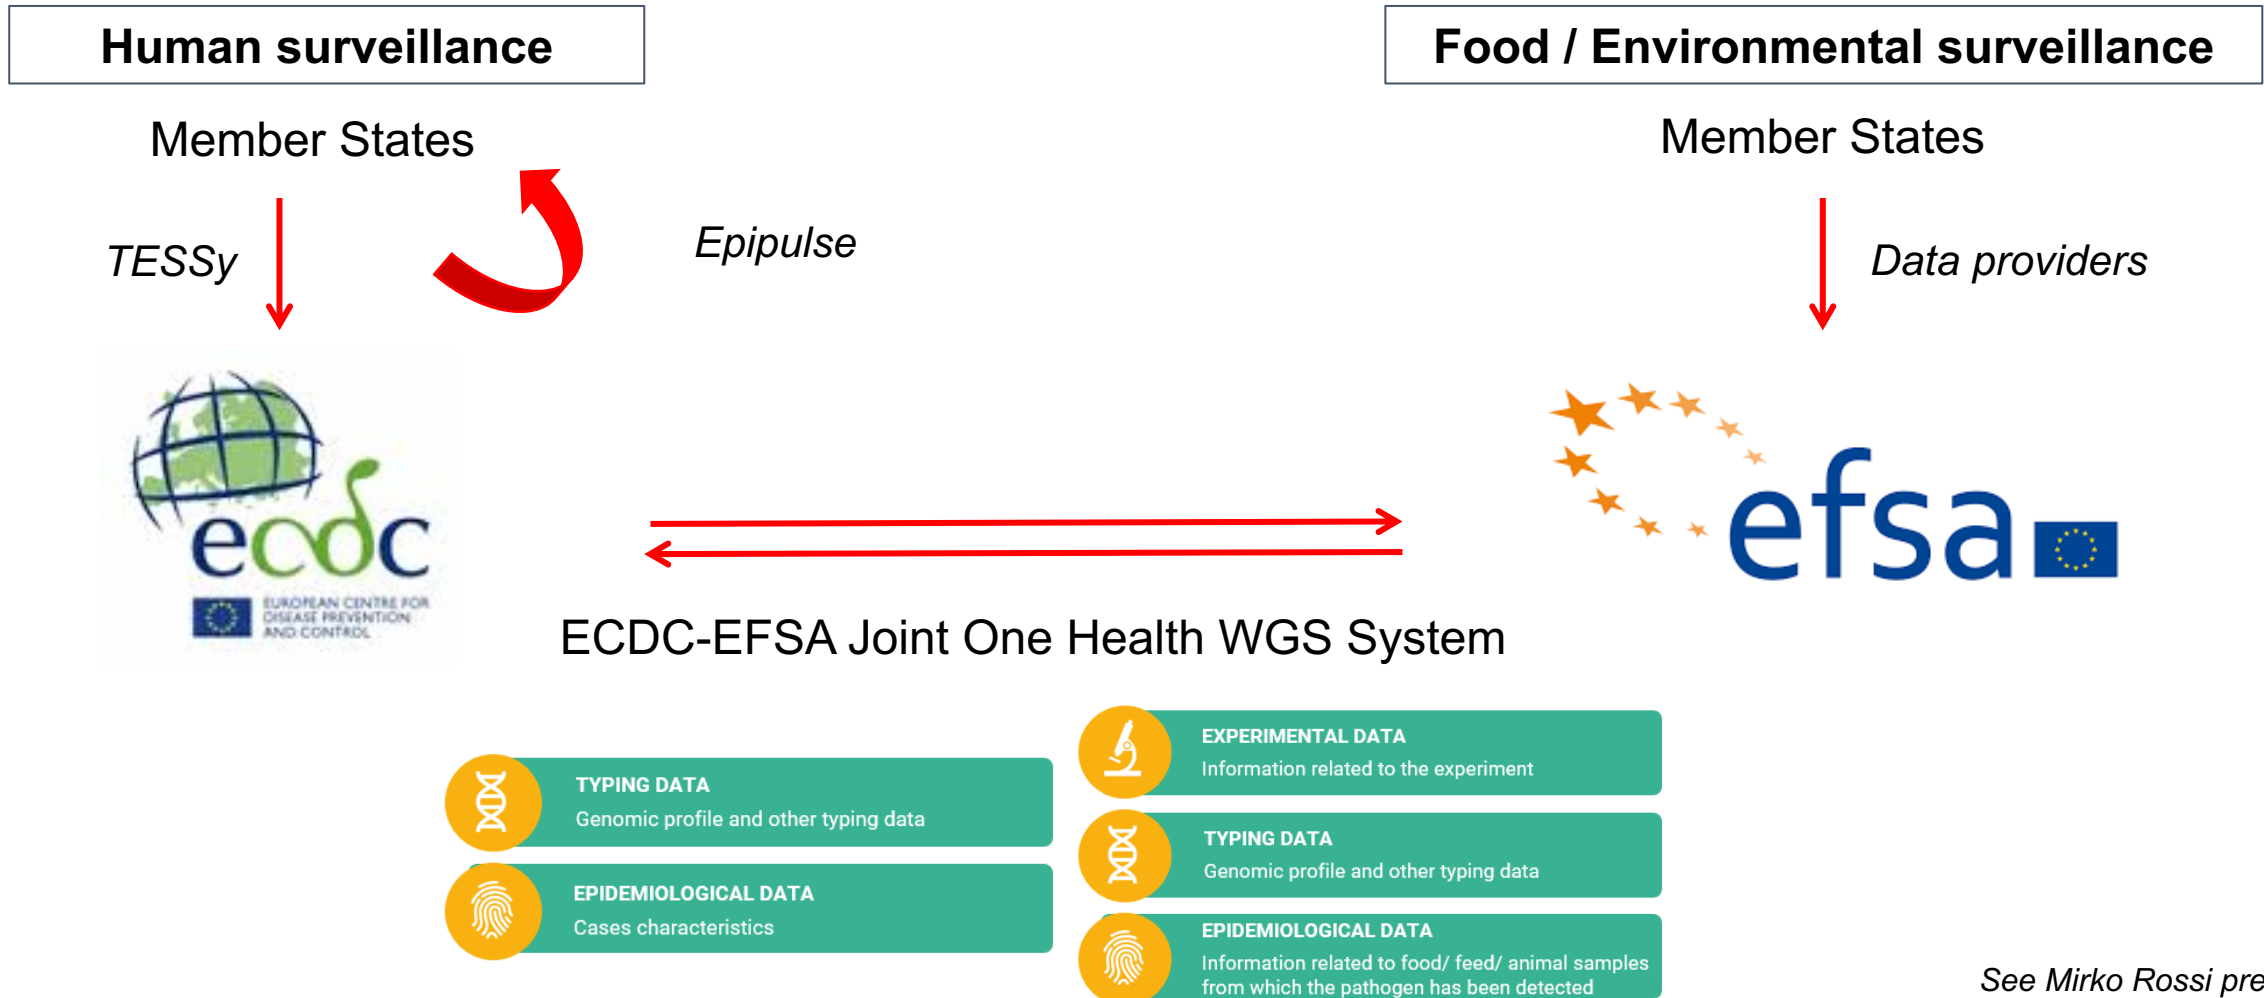 Human surveillance
Food / Environmental surveillance
Member States
Member States
TESSy
Epipulse
Data providers
ecdc
EUROPEAN CENTRE FOR
DISEASE PREVENTION
AND CONTROL
efsa
ECDC-EFSA Joint One Health WGS System
TYPING DATA
Genomic profile and other typing data
EPIDEMIOLOGICAL DATA
Cases characteristics
EXPERIMENTAL DATA
Information related to the experiment
TYPING DATA
Genomic profile and other typing data
EPIDEMIOLOGICAL DATA
Information related to food/ feed/ animal samples
from which the pathogen has been detected
See Mirko Rossi pre